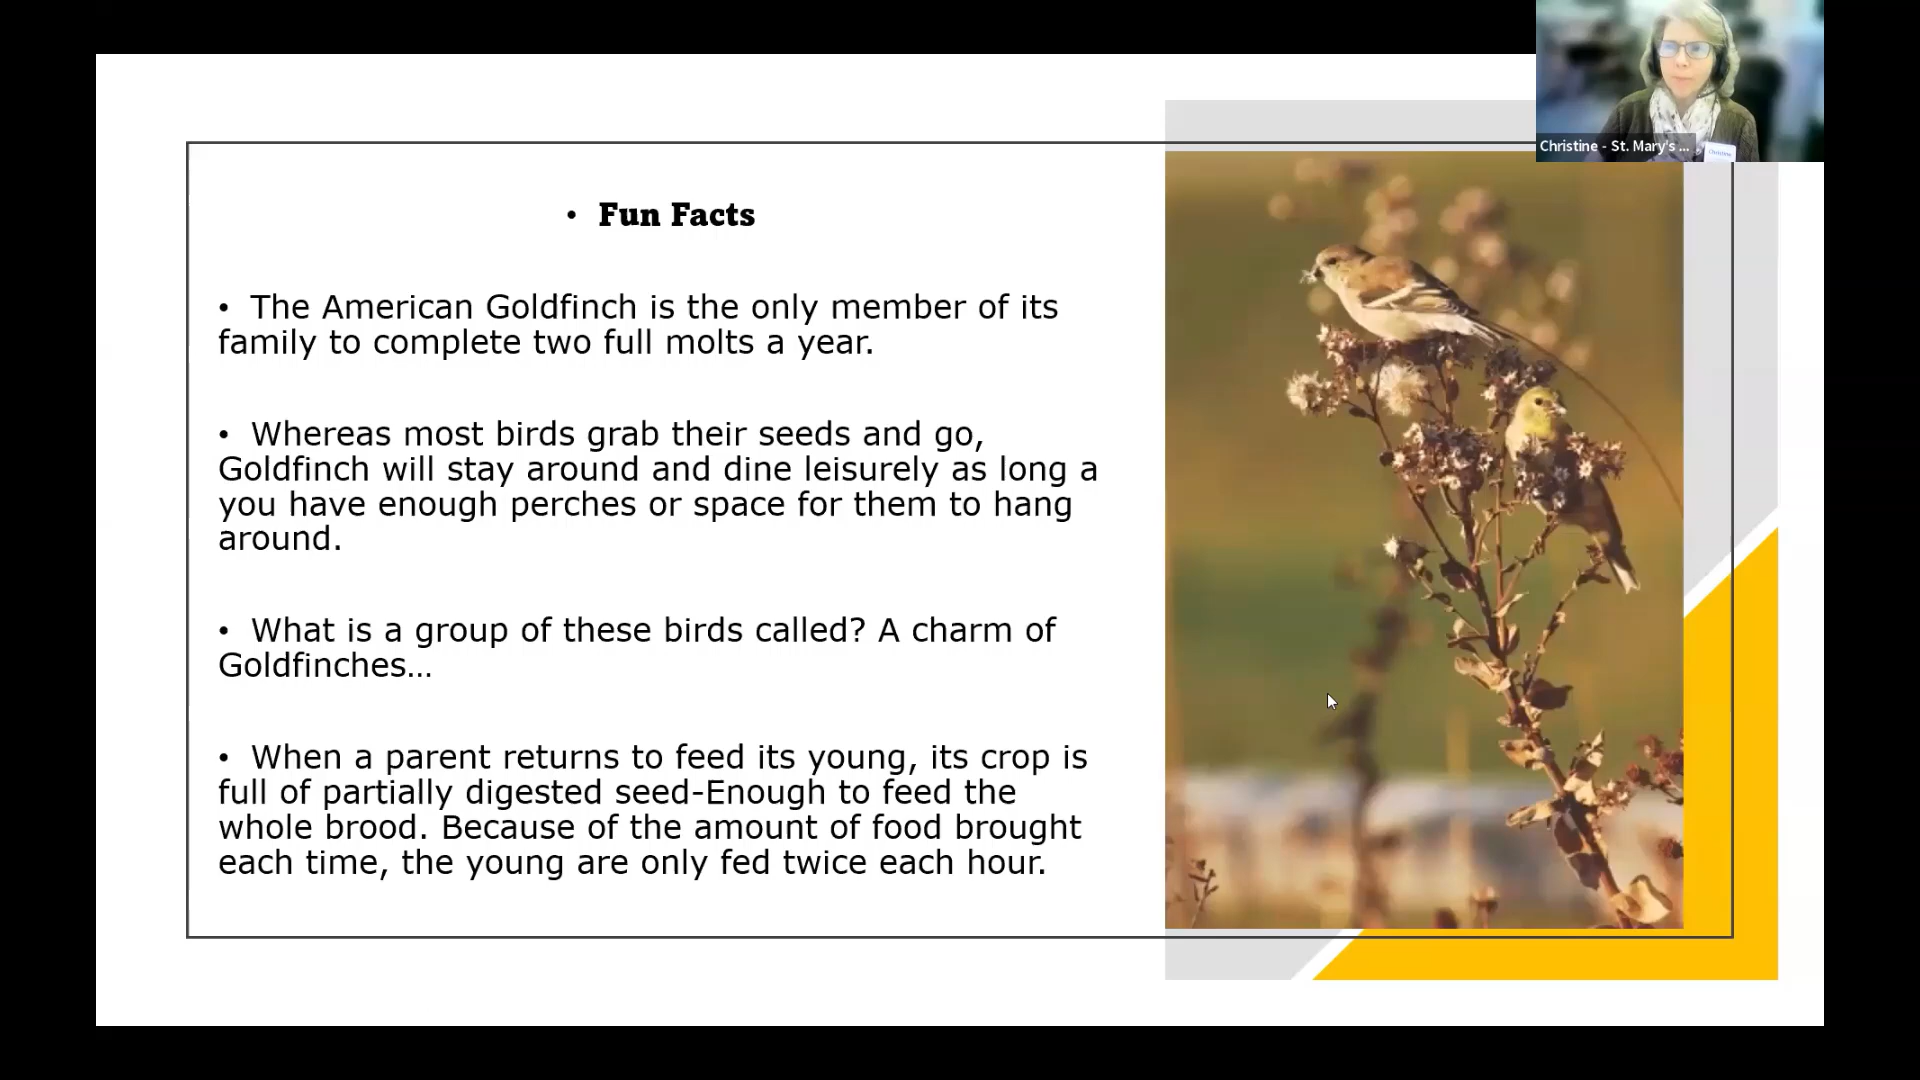 Christine - St. Mary's ...
• Fun Facts
• The American Goldfinch is the only member of its
family to complete two full molts a year.
• Whereas most birds grab their seeds and go,
Goldfinch will stay around and dine leisurely as long a
you have enough perches or space for them to hang
around.
• What is a group of these birds called? A charm of
Goldfinches...
• When a parent returns to feed its young, its crop is
full of partially digested seed-Enough to feed the
whole brood. Because of the amount of food brought
each time, the young are only fed twice each hour.